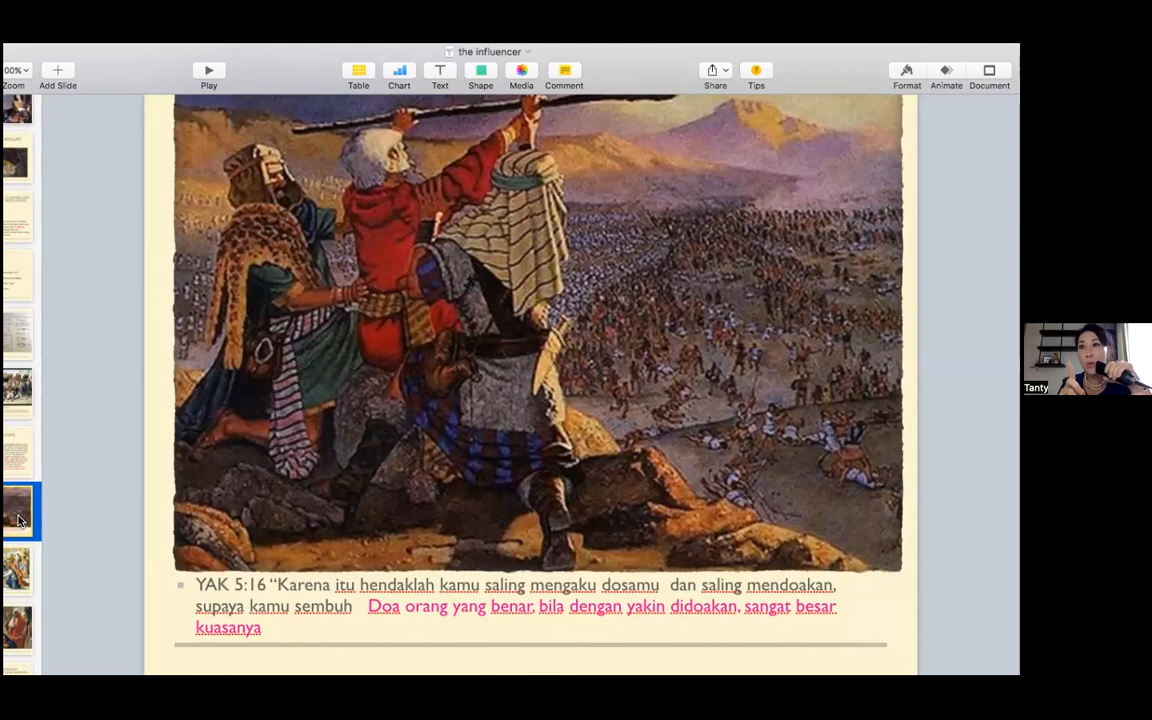 the influencer
00%
Zoom
Add Slide
Play
Table
Chart
Text
Shape
Media
Comment
Share
Tips
Format
Animate
Document
Tanty
YAK 5:16 “Karena itu hendaklah kamu saling mengaku dosamu dan saling mendoakan,
supaya kamu sembuh Doa orang yang benar, bila dengan yakin didoakan, sangat besar
kuasanya